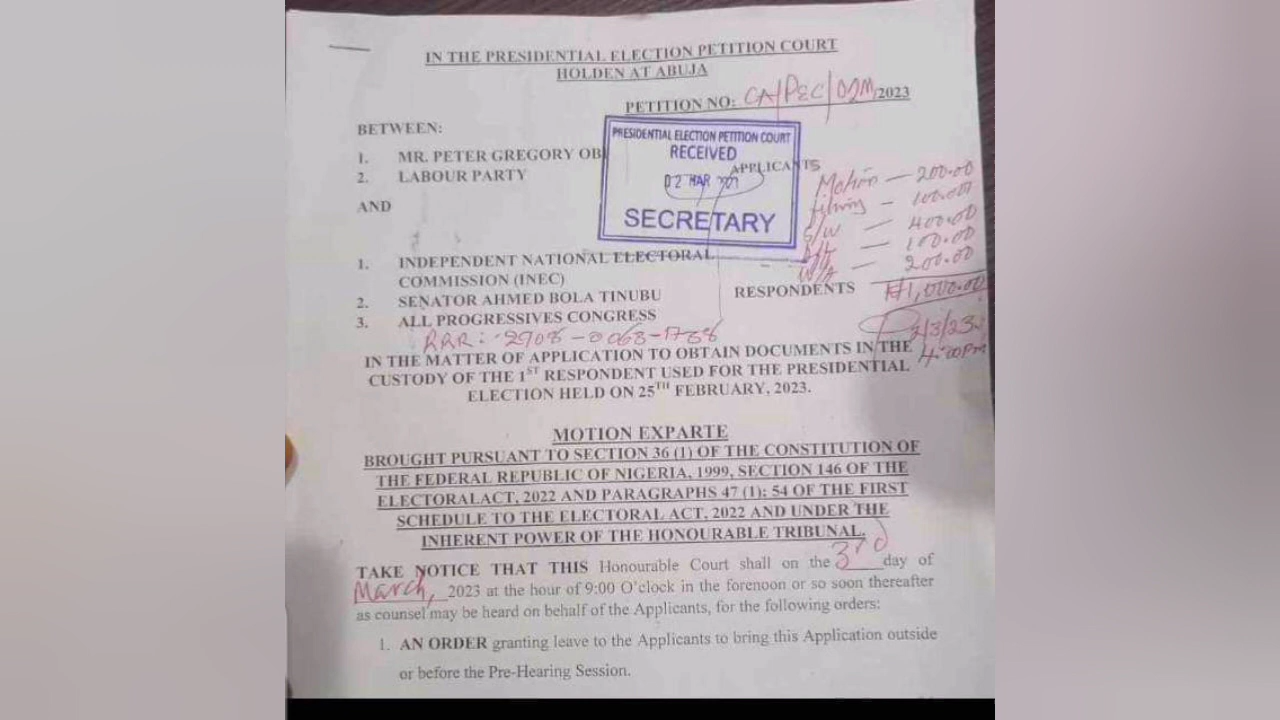 IN THE PRESIDENTIAL ELECTION PETITION COURT
HOLDEN AT ABUJA
PETITION NO: CA/PEC/02M/2023
BETWEEN:
1. MR. PETER GREGORY OB
2. LABOUR PARTY
APPLICANTS
PRESIDENTIAL ELECTION PETITION COURT
RECEIVED
02 MAR
SECRETARY
Motion — 200.00
filing — 100.00
S/W — 400.00
— 100.00
— 200.00
₦1,000.00
2/3/23
4:00pm
AND
1. INDEPENDENT NATIONAL ELECTORAL
COMMISSION (INEC)
2. SENATOR AHMED BOLA TINUBU
RESPONDENTS
3. ALL PROGRESSIVES CONGRESS
RRR: -2908-0068-1768
IN THE MATTER OF APPLICATION TO OBTAIN DOCUMENTS IN THE
CUSTODY OF THE 1ST RESPONDENT USED FOR THE PRESIDENTIAL
ELECTION HELD ON 25TH FEBRUARY, 2023.
MOTION EXPARTE
BROUGHT PURSUANT TO SECTION 36 (1) OF THE CONSTITUTION OF
THE FEDERAL REPUBLIC OF NIGERIA, 1999, SECTION 146 OF THE
ELECTORALACT, 2022 AND PARAGRAPHS 47 (1); 54 OF THE FIRST
SCHEDULE TO THE ELECTORAL ACT, 2022 AND UNDER THE
INHERENT POWER OF THE HONOURABLE TRIBUNAL.
TAKE NOTICE THAT THIS Honourable Court shall on the 3rd day of
March, 2023 at the hour of 9:00 O'clock in the forenoon or so soon thereafter
as counsel may be heard on behalf of the Applicants, for the following orders:
1. AN ORDER granting leave to the Applicants to bring this Application outside
or before the Pre-Hearing Session.